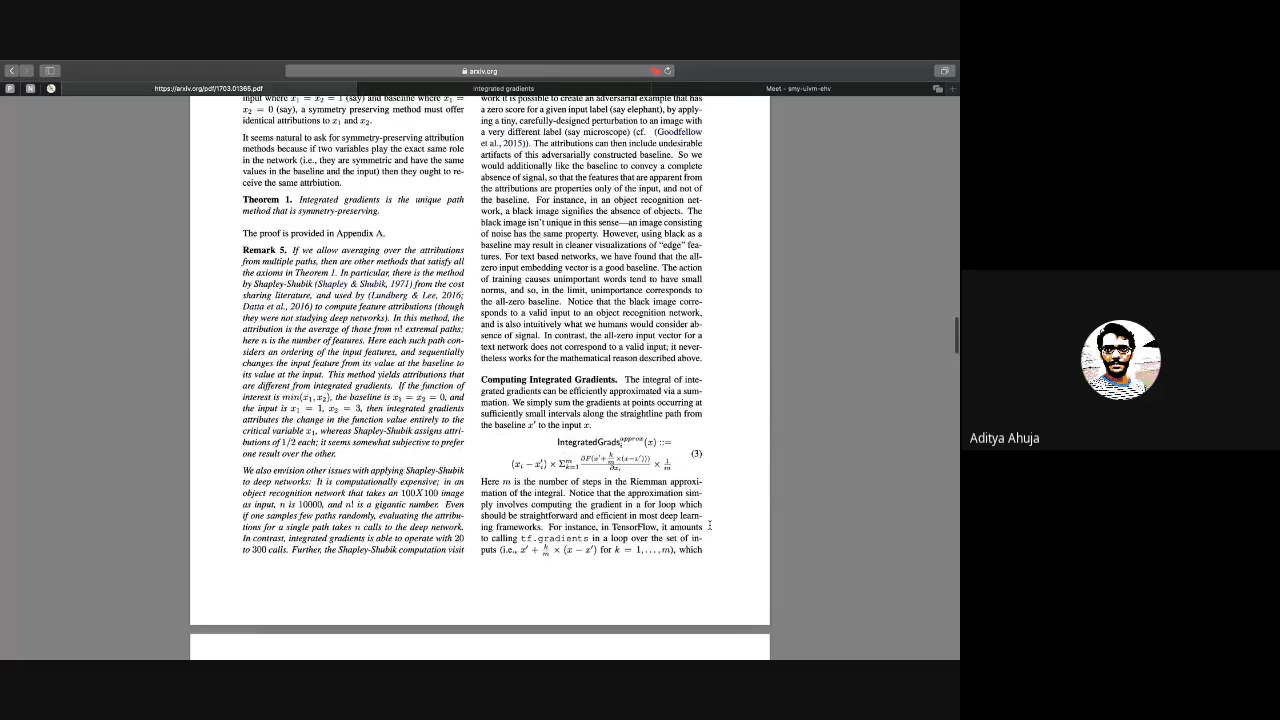 arxiv.org
https://arxiv.org/pdf/1703.01365.pdf
Integrated gradients
Meet - smy-uivm-ehv
P
N
input where x₁ = x₂ = 1 (say) and baseline where x₁ =
x₂ = 0 (say), a symmetry preserving method must offer
identical attributions to x₁ and x₂.
It seems natural to ask for symmetry-preserving attribution
methods because if two variables play the exact same role
in the network (i.e., they are symmetric and have the same
values in the baseline and the input) then they ought to re-
ceive the same attrbiution.
Theorem 1. Integrated gradients is the unique path
method that is symmetry-preserving.
The proof is provided in Appendix A.
Remark 5. If we allow averaging over the attributions
from multiple paths, then are other methods that satisfy all
the axioms in Theorem 1. In particular, there is the method
by Shapley-Shubik (Shapley & Shubik, 1971) from the cost
sharing literature, and used by (Lundberg & Lee, 2016;
Datta et al., 2016) to compute feature attributions (though
they were not studying deep networks). In this method, the
attribution is the average of those from n! extremal paths;
here n is the number of features. Here each such path con-
siders an ordering of the input features, and sequentially
changes the input feature from its value at the baseline to
its value at the input. This method yields attributions that
are different from integrated gradients. If the function of
interest is min(x₁, x₂), the baseline is x₁ = x₂ = 0, and
the input is x₁ = 1, x₂ = 3, then integrated gradients
attributes the change in the function value entirely to the
critical variable x₁, whereas Shapley-Shubik assigns attri-
butions of 1/2 each; it seems somewhat subjective to prefer
one result over the other.
We also envision other issues with applying Shapley-Shubik
to deep networks: It is computationally expensive; in an
object recognition network that takes an 100X100 image
as input, n is 10000, and n! is a gigantic number. Even
if one samples few paths randomly, evaluating the attribu-
tions for a single path takes n calls to the deep network.
In contrast, integrated gradients is able to operate with 20
to 300 calls. Further, the Shapley-Shubik computation visit
work it is possible to create an adversarial example that has
a zero score for a given input label (say elephant), by apply-
ing a tiny, carefully-designed perturbation to an image with
a very different label (say microscope) (cf. (Goodfellow
et al., 2015)). The attributions can then include undesirable
artifacts of this adversarially constructed baseline. So we
would additionally like the baseline to convey a complete
absence of signal, so that the features that are apparent from
the attributions are properties only of the input, and not of
the baseline. For instance, in an object recognition net-
work, a black image signifies the absence of objects. The
black image isn't unique in this sense—an image consisting
of noise has the same property. However, using black as a
baseline may result in cleaner visualizations of "edge" fea-
tures. For text based networks, we have found that the all-
zero input embedding vector is a good baseline. The action
of training causes unimportant words tend to have small
norms, and so, in the limit, unimportance corresponds to
the all-zero baseline. Notice that the black image corre-
sponds to a valid input to an object recognition network,
and is also intuitively what we humans would consider ab-
sence of signal. In contrast, the all-zero input vector for a
text network does not correspond to a valid input; it never-
theless works for the mathematical reason described above.
Computing Integrated Gradients. The integral of inte-
grated gradients can be efficiently approximated via a sum-
mation. We simply sum the gradients at points occurring at
sufficiently small intervals along the straightline path from
the baseline x′ to the input x.
IntegratedGradsᵢᵃᵖᵖʳᵒˣ(x) ::=
(xᵢ − x′ᵢ) × Σᵐₖ₌₁ ∂F(x′ + k/m × (x−x′))/∂xᵢ × 1/m
(3)
Here m is the number of steps in the Riemman approxi-
mation of the integral. Notice that the approximation sim-
ply involves computing the gradient in a for loop which
should be straightforward and efficient in most deep learn-
ing frameworks. For instance, in TensorFlow, it amounts
to calling tf.gradients in a loop over the set of in-
puts (i.e., x′ + k/m × (x − x′) for k = 1, . . . , m), which
Aditya Ahuja